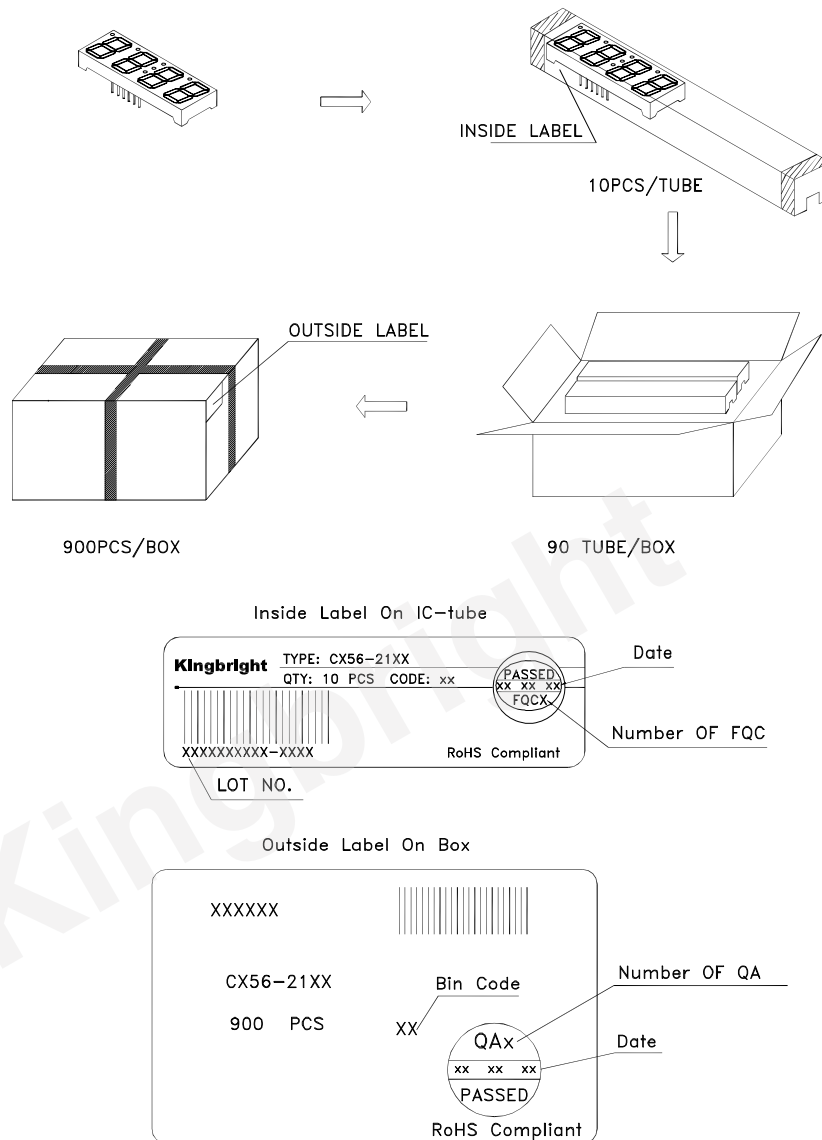 INSIDE LABEL
10PCS/TUBE
OUTSIDE LABEL
900PCS/BOX
90 TUBE/BOX
Inside Label On IC-tube
Kingbright
TYPE: CX56-21XX
QTY: 10 PCS CODE: xx
PASSED
XX XX XX
FQCX
Date
Number OF FQC
XXXXXXXXXX-XXXX
RoHS Compliant
LOT NO.
Outside Label On Box
XXXXXX
CX56-21XX
Bin Code
Number OF QA
900 PCS
XX
QAx
Date
xx xx xx
PASSED
RoHS Compliant
Kingbright